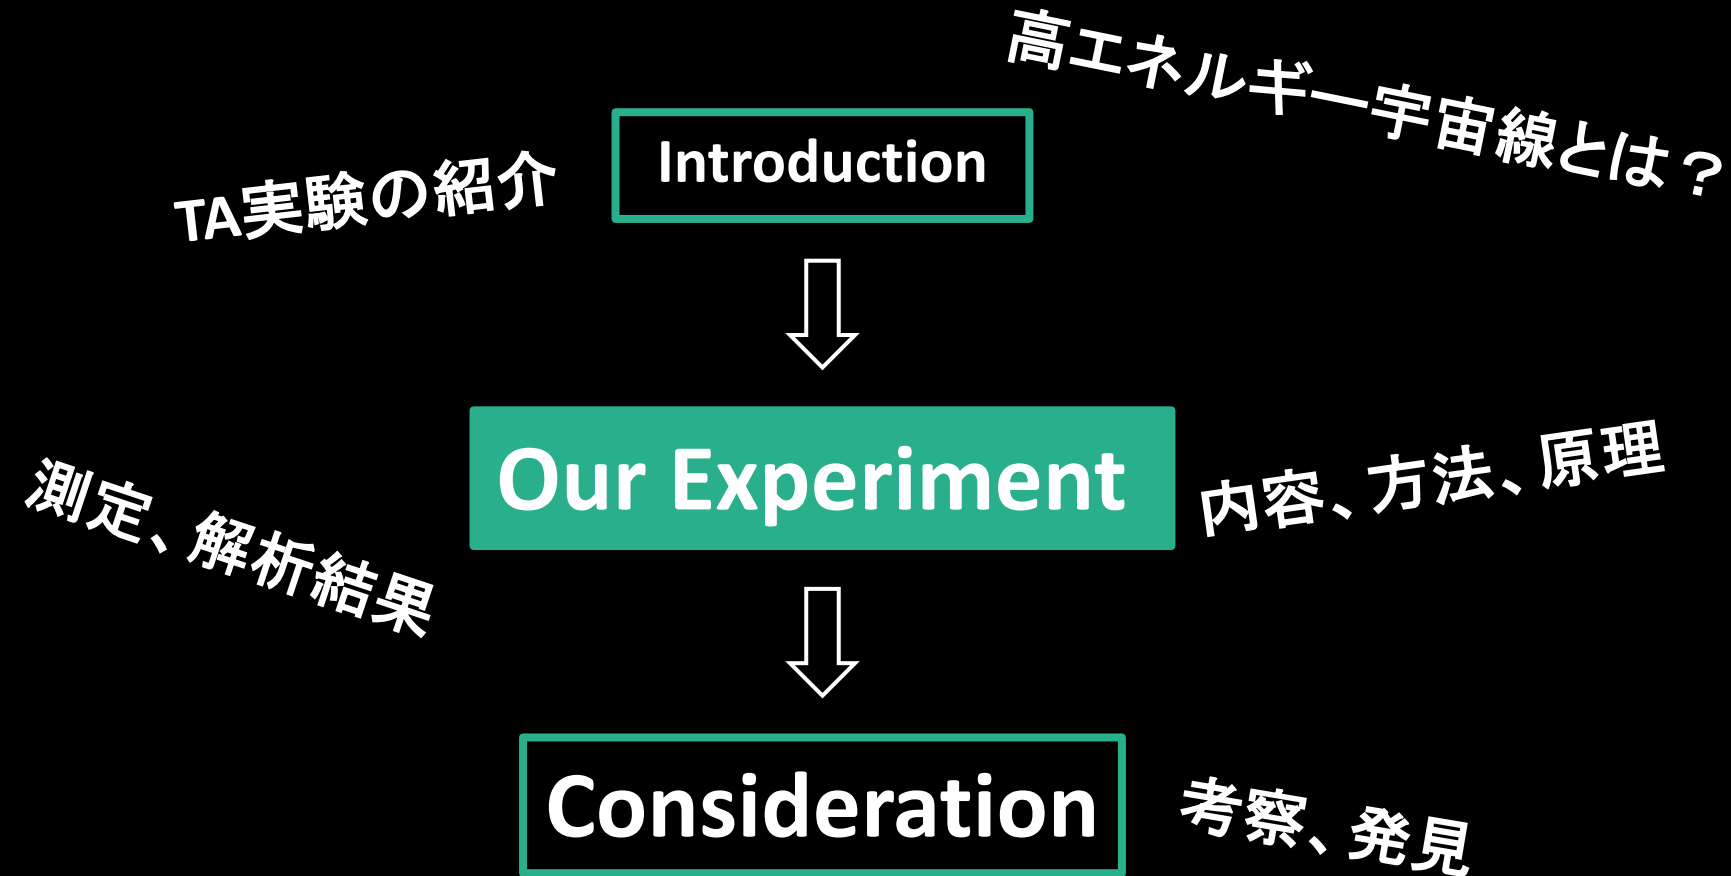 高エネルギー宇宙線とは？
Introduction
TA実験の紹介
Our Experiment
内容、方法、原理
測定、解析結果
Consideration
考察、発見